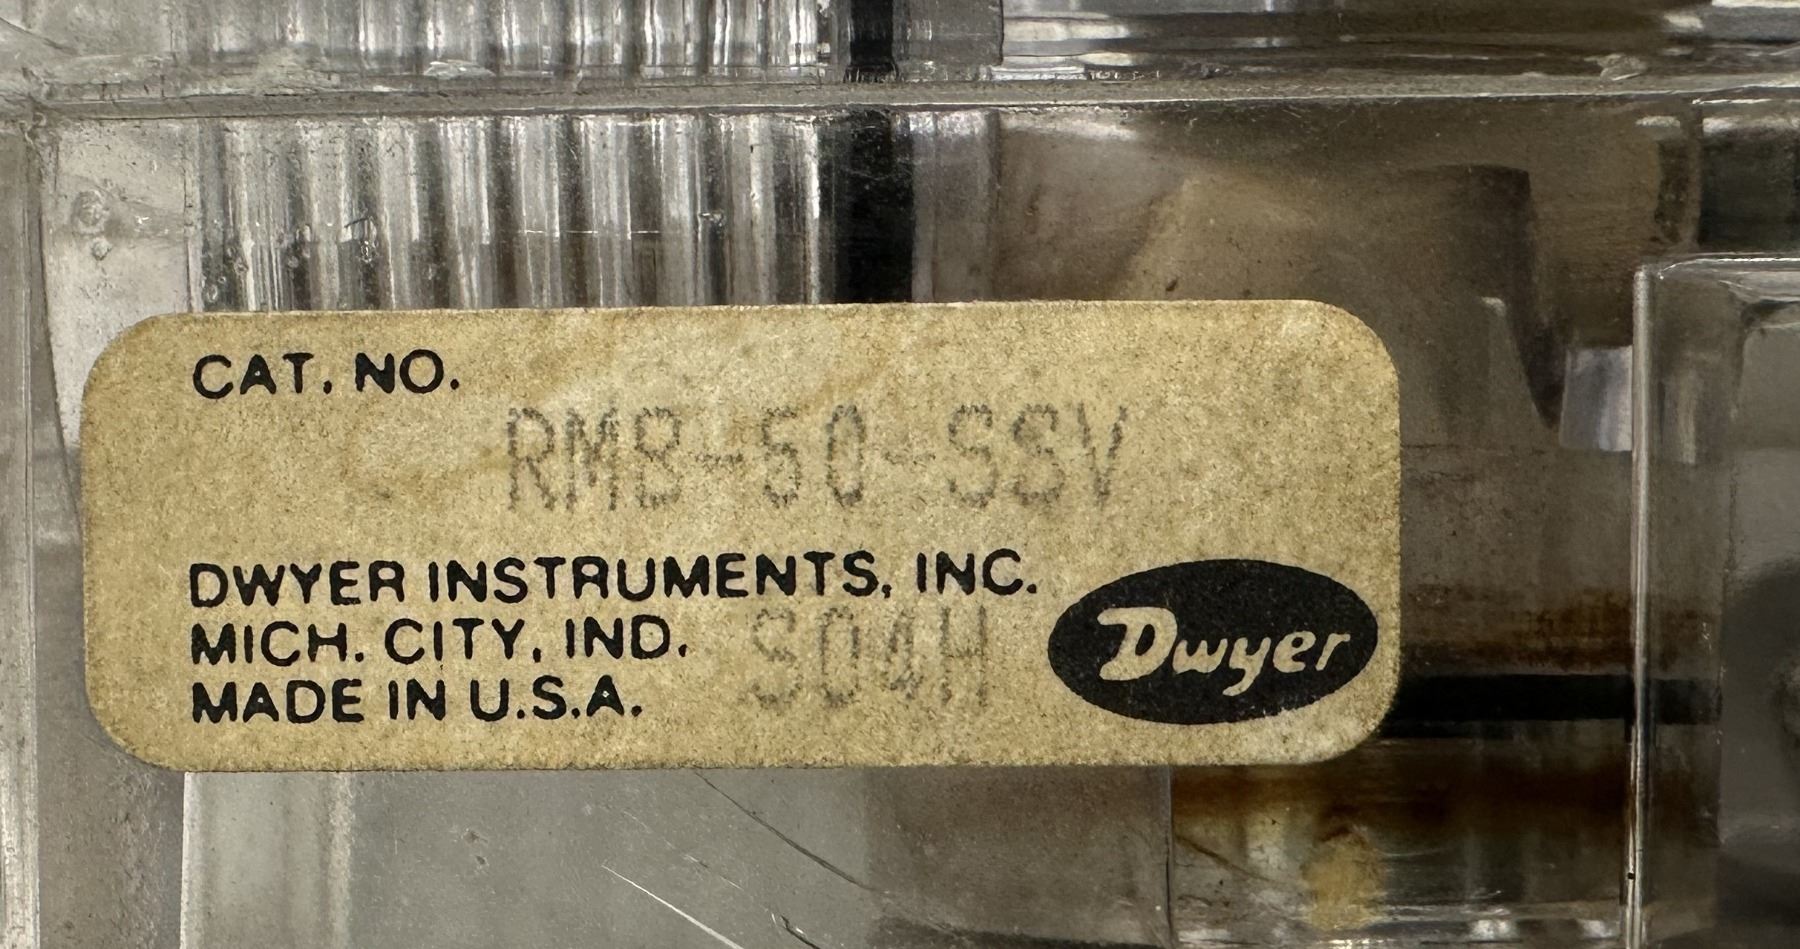 CAT. NO.
RMB-50-SSV
DWYER INSTRUMENTS, INC.
MICH. CITY, IND.
S04H
MADE IN U.S.A.
Dwyer